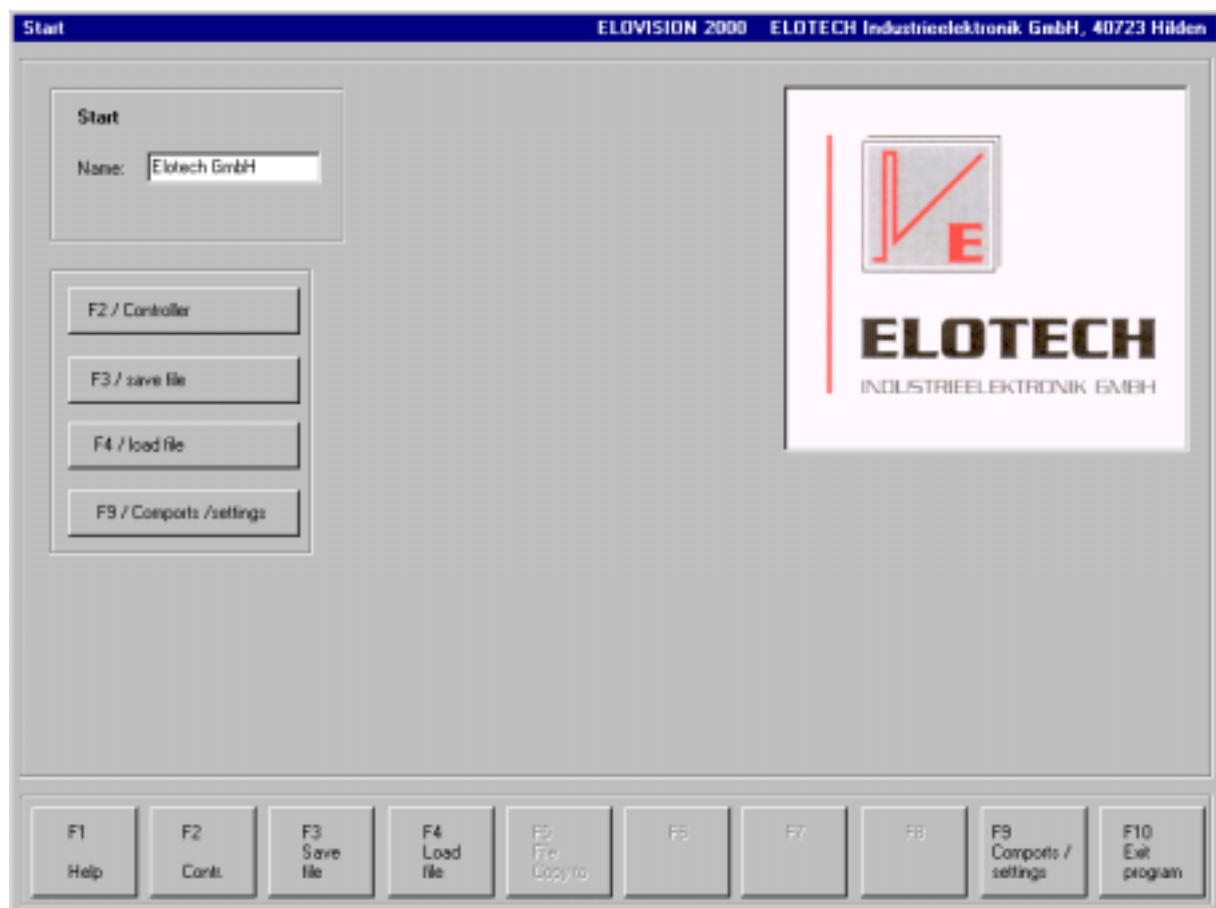 Start
ELOVISION 2000 ELOTECH Industrieelektronik GmbH, 40723 Hilden
Start
Name: Elotech GmbH
F2 / Controller
F3 / save file
F4 / load file
F9 / Comports /settings
E
ELOTECH
INDUSTRIEELEKTRONIK GMBH
F1
Help
F2
Contr.
F3
Save
file
F4
Load
file
F5
File
Copy to
F6
F7
F8
F9
Comports /
settings
F10
Exit
program